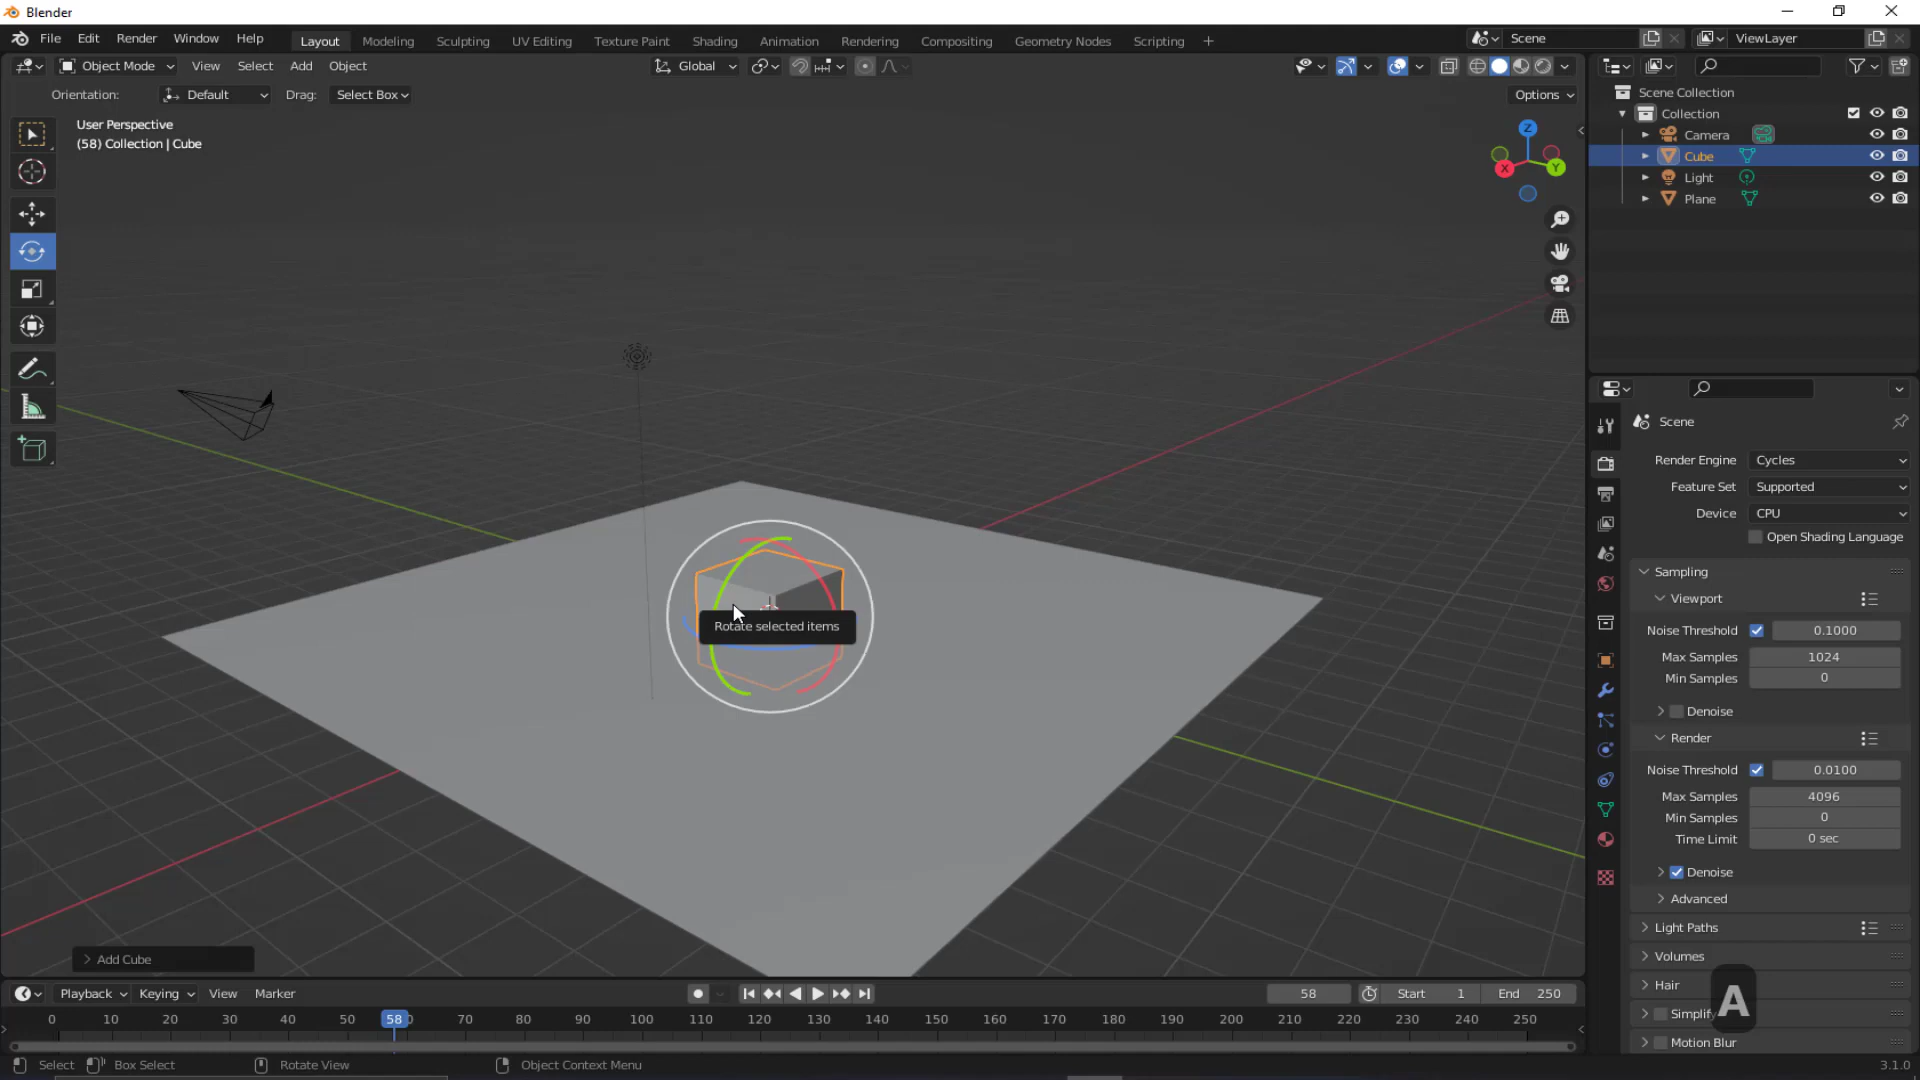 Blender
File Edit Render Window Help
Layout Modeling Sculpting UV Editing Texture Paint Shading Animation Rendering Compositing Geometry Nodes Scripting +
Scene
ViewLayer
Object Mode View Select Add Object
Global
Orientation: Default Drag: Select Box
Options
User Perspective
(58) Collection | Cube
Z
X
Y
Scene Collection
Collection
Camera
Cube
Light
Plane
Rotate selected items
Add Cube
Scene
Render Engine Cycles
Feature Set Supported
Device CPU
Open Shading Language
Sampling
Viewport
Noise Threshold 0.1000
Max Samples 1024
Min Samples 0
Denoise
Render
Noise Threshold 0.0100
Max Samples 4096
Min Samples 0
Time Limit 0 sec
Denoise
Advanced
Light Paths
Volumes
Hair
Simplify
Motion Blur
A
Playback Keying View Marker
58 Start 1 End 250
0 10 20 30 40 50 58 70 80 90 100 110 120 130 140 150 160 170 180 190 200 210 220 230 240 250
Select Box Select Rotate View Object Context Menu
3.1.0